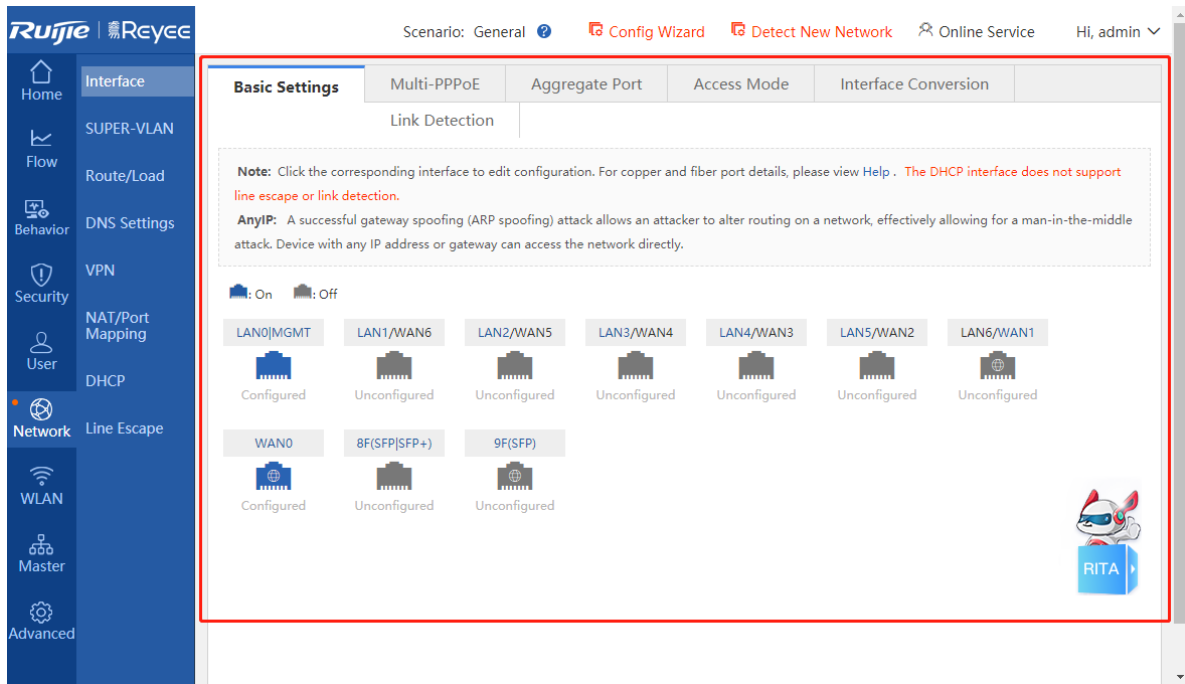 Ruijie | 睿Reyee
Scenario: General ? Config Wizard Detect New Network Online Service Hi, admin
Home
Flow
Behavior
Security
User
Network
WLAN
Master
Advanced
Interface
SUPER-VLAN
Route/Load
DNS Settings
VPN
NAT/Port
Mapping
DHCP
Line Escape
Basic Settings Multi-PPPoE Aggregate Port Access Mode Interface Conversion
Link Detection
Note: Click the corresponding interface to edit configuration. For copper and fiber port details, please view Help . The DHCP interface does not support
line escape or link detection.
AnyIP: A successful gateway spoofing (ARP spoofing) attack allows an attacker to alter routing on a network, effectively allowing for a man-in-the-middle
attack. Device with any IP address or gateway can access the network directly.
: On : Off
LAN0|MGMT LAN1/WAN6 LAN2/WAN5 LAN3/WAN4 LAN4/WAN3 LAN5/WAN2 LAN6/WAN1
Configured Unconfigured Unconfigured Unconfigured Unconfigured Unconfigured Unconfigured
WAN0 8F(SFP|SFP+) 9F(SFP)
Configured Unconfigured Unconfigured
RITA